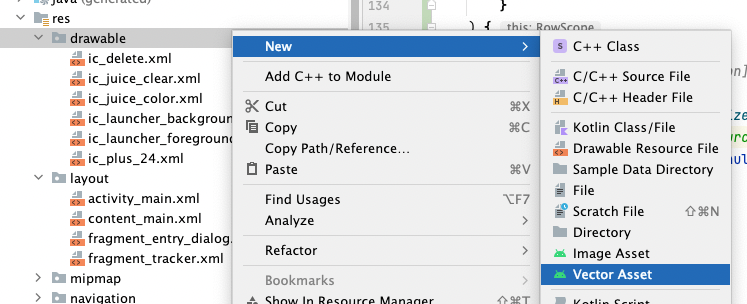 java (generated)
res
drawable
ic_delete.xml
ic_juice_clear.xml
ic_juice_color.xml
ic_launcher_backgroun
ic_launcher_foregroun
ic_plus_24.xml
layout
activity_main.xml
content_main.xml
fragment_entry_dialog.
fragment_tracker.xml
mipmap
navigation
134 }
135 ) { this: RowScope
New
Add C++ to Module
Cut ⌘X
Copy ⌘C
Copy Path/Reference...
Paste ⌘V
Find Usages ⌥F7
Analyze
Refactor
Bookmarks
Show In Resource Manager ⇧⌘T
C++ Class
C/C++ Source File
C/C++ Header File
Kotlin Class/File
Drawable Resource File
Sample Data Directory
File
Scratch File ⇧⌘N
Directory
Image Asset
Vector Asset
Kotlin Script